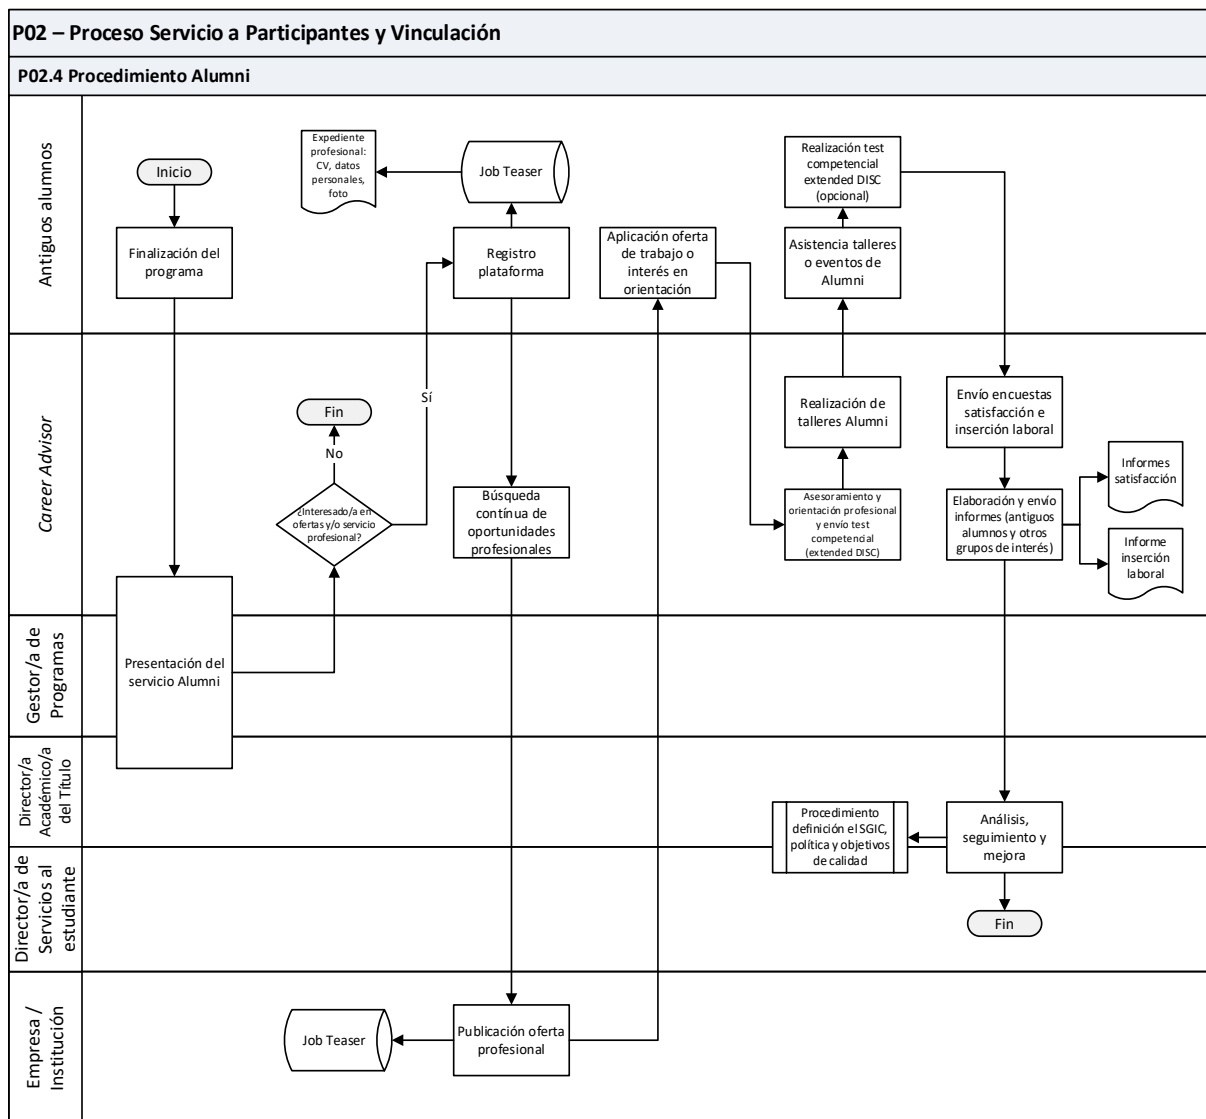 P02 – Proceso Servicio a Participantes y Vinculación
P02.4 Procedimiento Alumni
Antiguos alumnos
Inicio
Finalización del
programa
Expediente
profesional:
CV, datos
personales,
foto
Job Teaser
Registro
plataforma
Aplicación oferta
de trabajo o
interés en
orientación
Realización test
competencial
extended DISC
(opcional)
Asistencia talleres
o eventos de
Alumni
Career Advisor
Fin
No
Sí
¿Interesado/a en
ofertas y/o servicio
profesional?
Búsqueda
contínua de
oportunidades
profesionales
Realización de
talleres Alumni
Asesoramiento y
orientación profesional
y envío test
competencial
(extended DISC)
Envío encuestas
satisfacción e
inserción laboral
Elaboración y envío
informes (antiguos
alumnos y otros
grupos de interés)
Informes
satisfacción
Informe
inserción
laboral
Gestor/a de
Programas
Presentación del
servicio Alumni
Director/a
Académico/a
del Título
Procedimiento
definición el SGIC,
política y objetivos
de calidad
Análisis,
seguimiento y
mejora
Director/a de
Servicios al
estudiante
Fin
Empresa /
Institución
Job Teaser
Publicación oferta
profesional